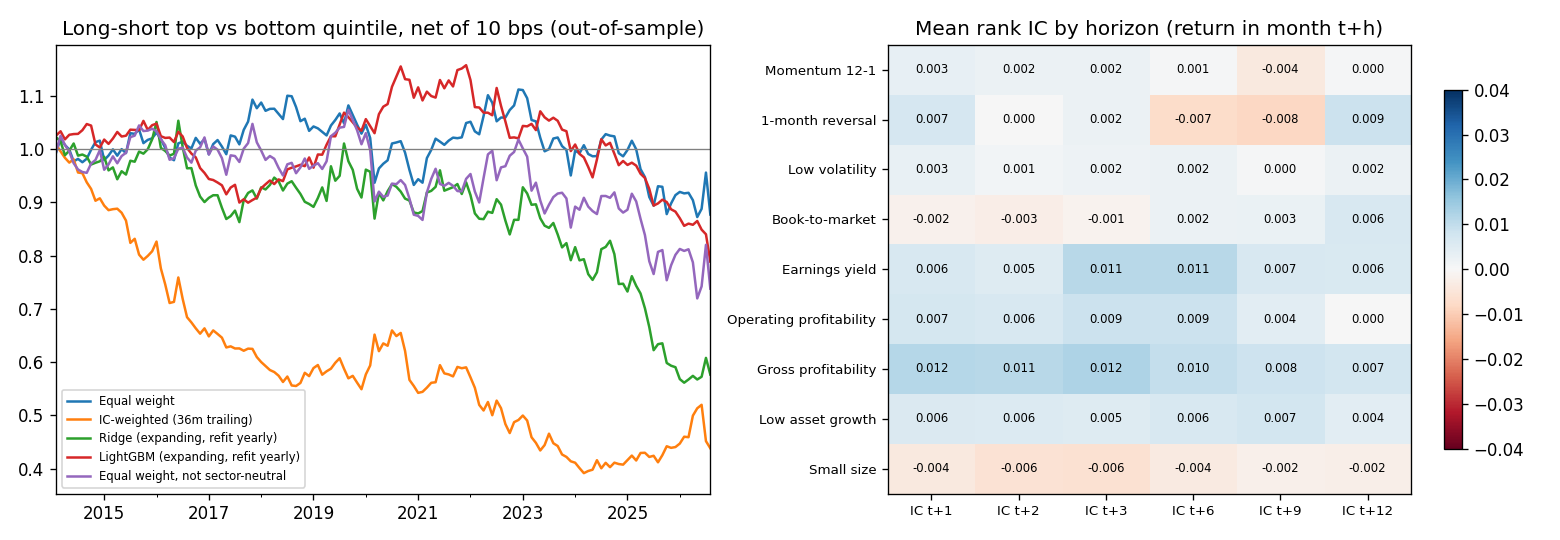 Long-short top vs bottom quintile, net of 10 bps (out-of-sample)
1.1
1.0
0.9
0.8
0.7
0.6
0.5
0.4
Equal weight
IC-weighted (36m trailing)
Ridge (expanding, refit yearly)
LightGBM (expanding, refit yearly)
Equal weight, not sector-neutral
2015 2017 2019 2021 2023 2025
Mean rank IC by horizon (return in month t+h)
Momentum 12-1 0.003 0.002 0.002 0.001 -0.004 0.000
1-month reversal 0.007 0.000 0.002 -0.007 -0.008 0.009
Low volatility 0.003 0.001 0.002 0.002 0.000 0.002
Book-to-market -0.002 -0.003 -0.001 0.002 0.003 0.006
Earnings yield 0.006 0.005 0.011 0.011 0.007 0.006
Operating profitability 0.007 0.006 0.009 0.009 0.004 0.000
Gross profitability 0.012 0.011 0.012 0.010 0.008 0.007
Low asset growth 0.006 0.006 0.005 0.006 0.007 0.004
Small size -0.004 -0.006 -0.006 -0.004 -0.002 -0.002
IC t+1 IC t+2 IC t+3 IC t+6 IC t+9 IC t+12
0.04
0.03
0.02
0.01
0.00
−0.01
−0.02
−0.03
−0.04